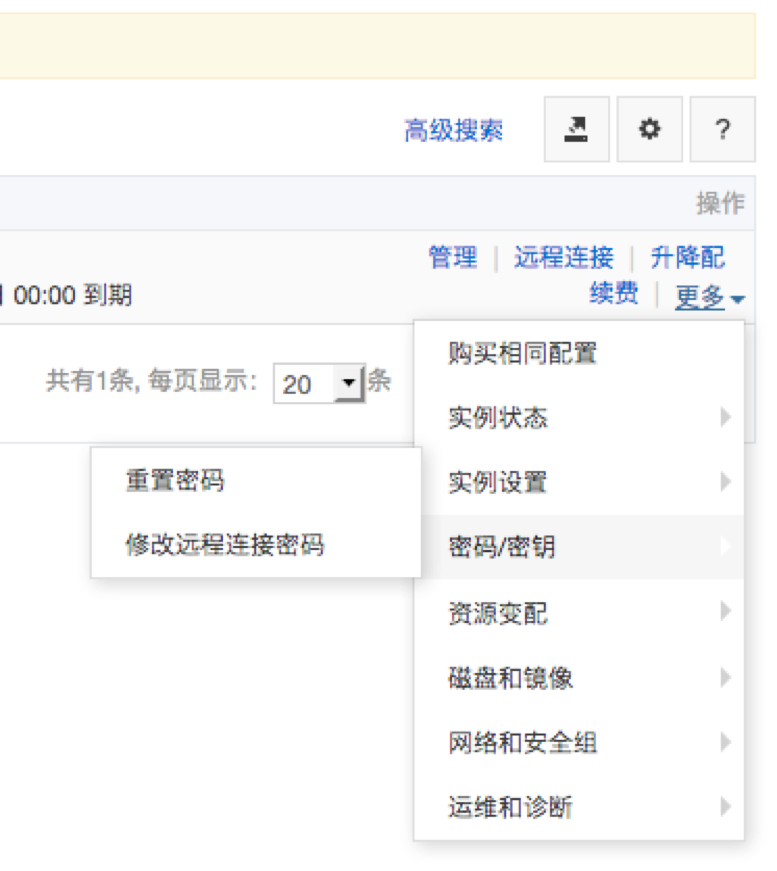 高级搜索
?
操作
管理 | 远程连接 | 升降配
00:00 到期
续费 | 更多
购买相同配置
共有1条, 每页显示: 20 条
实例状态
重置密码
实例设置
修改远程连接密码
密码/密钥
资源变配
磁盘和镜像
网络和安全组
运维和诊断